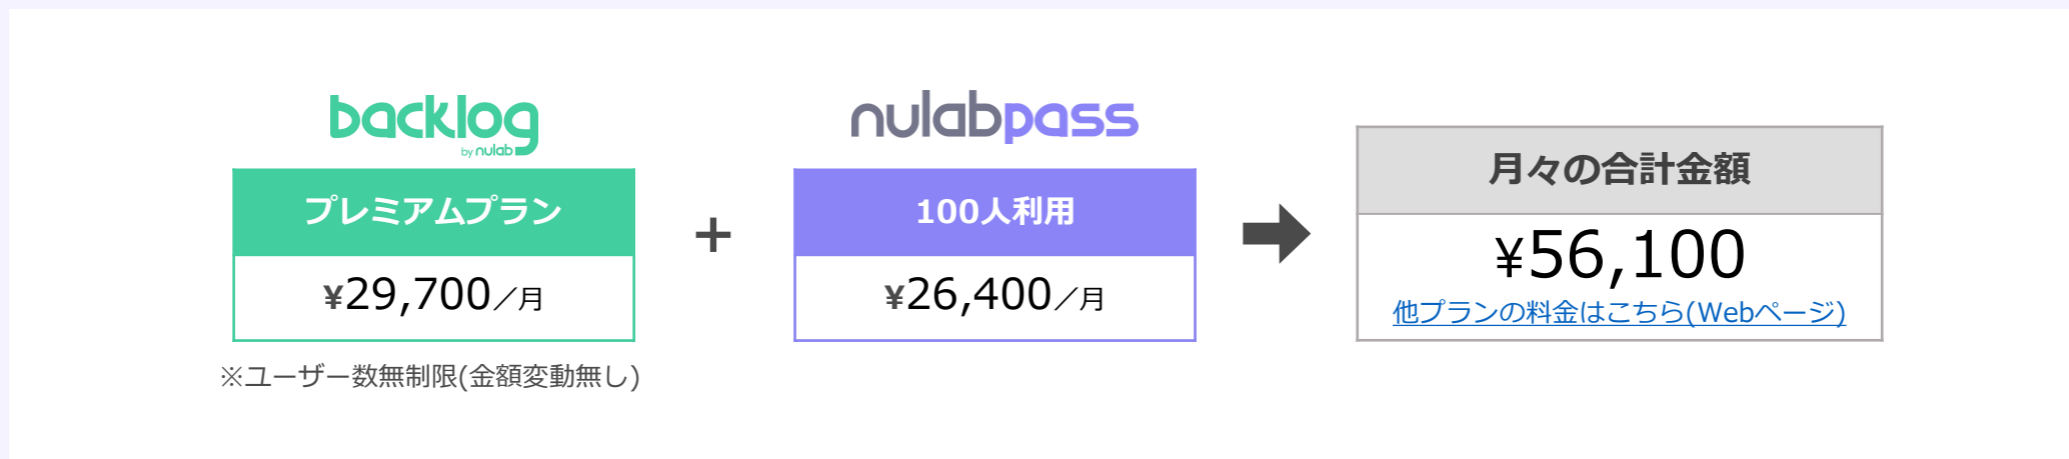 backlog
by nulab
プレミアムプラン
¥29,700／月
※ユーザー数無制限(金額変動無し)
+
nulabpass
100人利用
¥26,400／月
月々の合計金額
¥56,100
他プランの料金はこちら(Webページ)